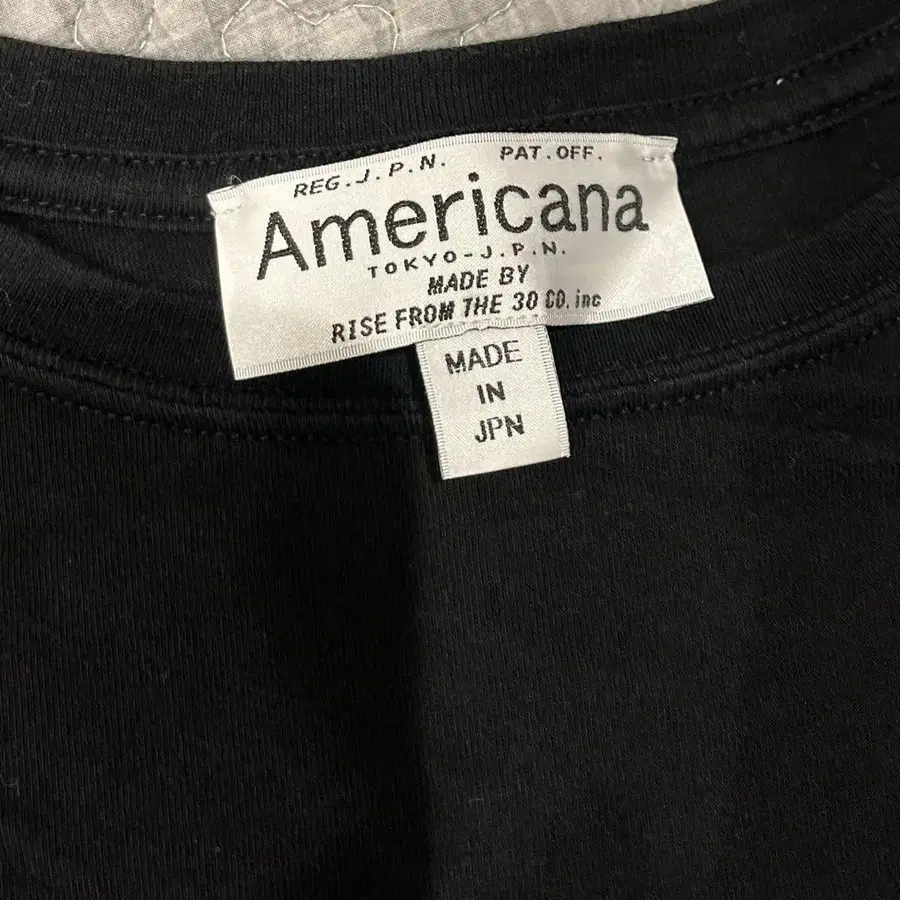 REG.J.P.N. PAT.OFF.
Americana
TOKYO-J.P.N.
MADE BY
RISE FROM THE 30 CO.inc
MADE
IN
JPN